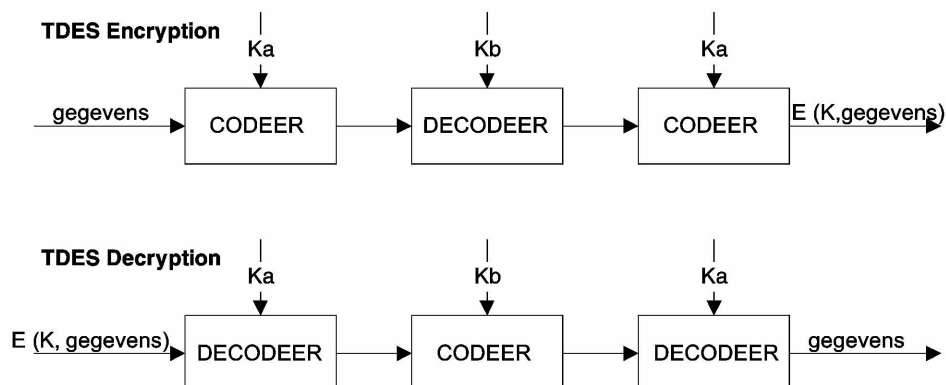 TDES Encryption
Ka
Kb
Ka
gegevens
CODEER
DECODEER
CODEER
E (K,gegevens)
TDES Decryption
Ka
Kb
Ka
E (K, gegevens)
DECODEER
CODEER
DECODEER
gegevens